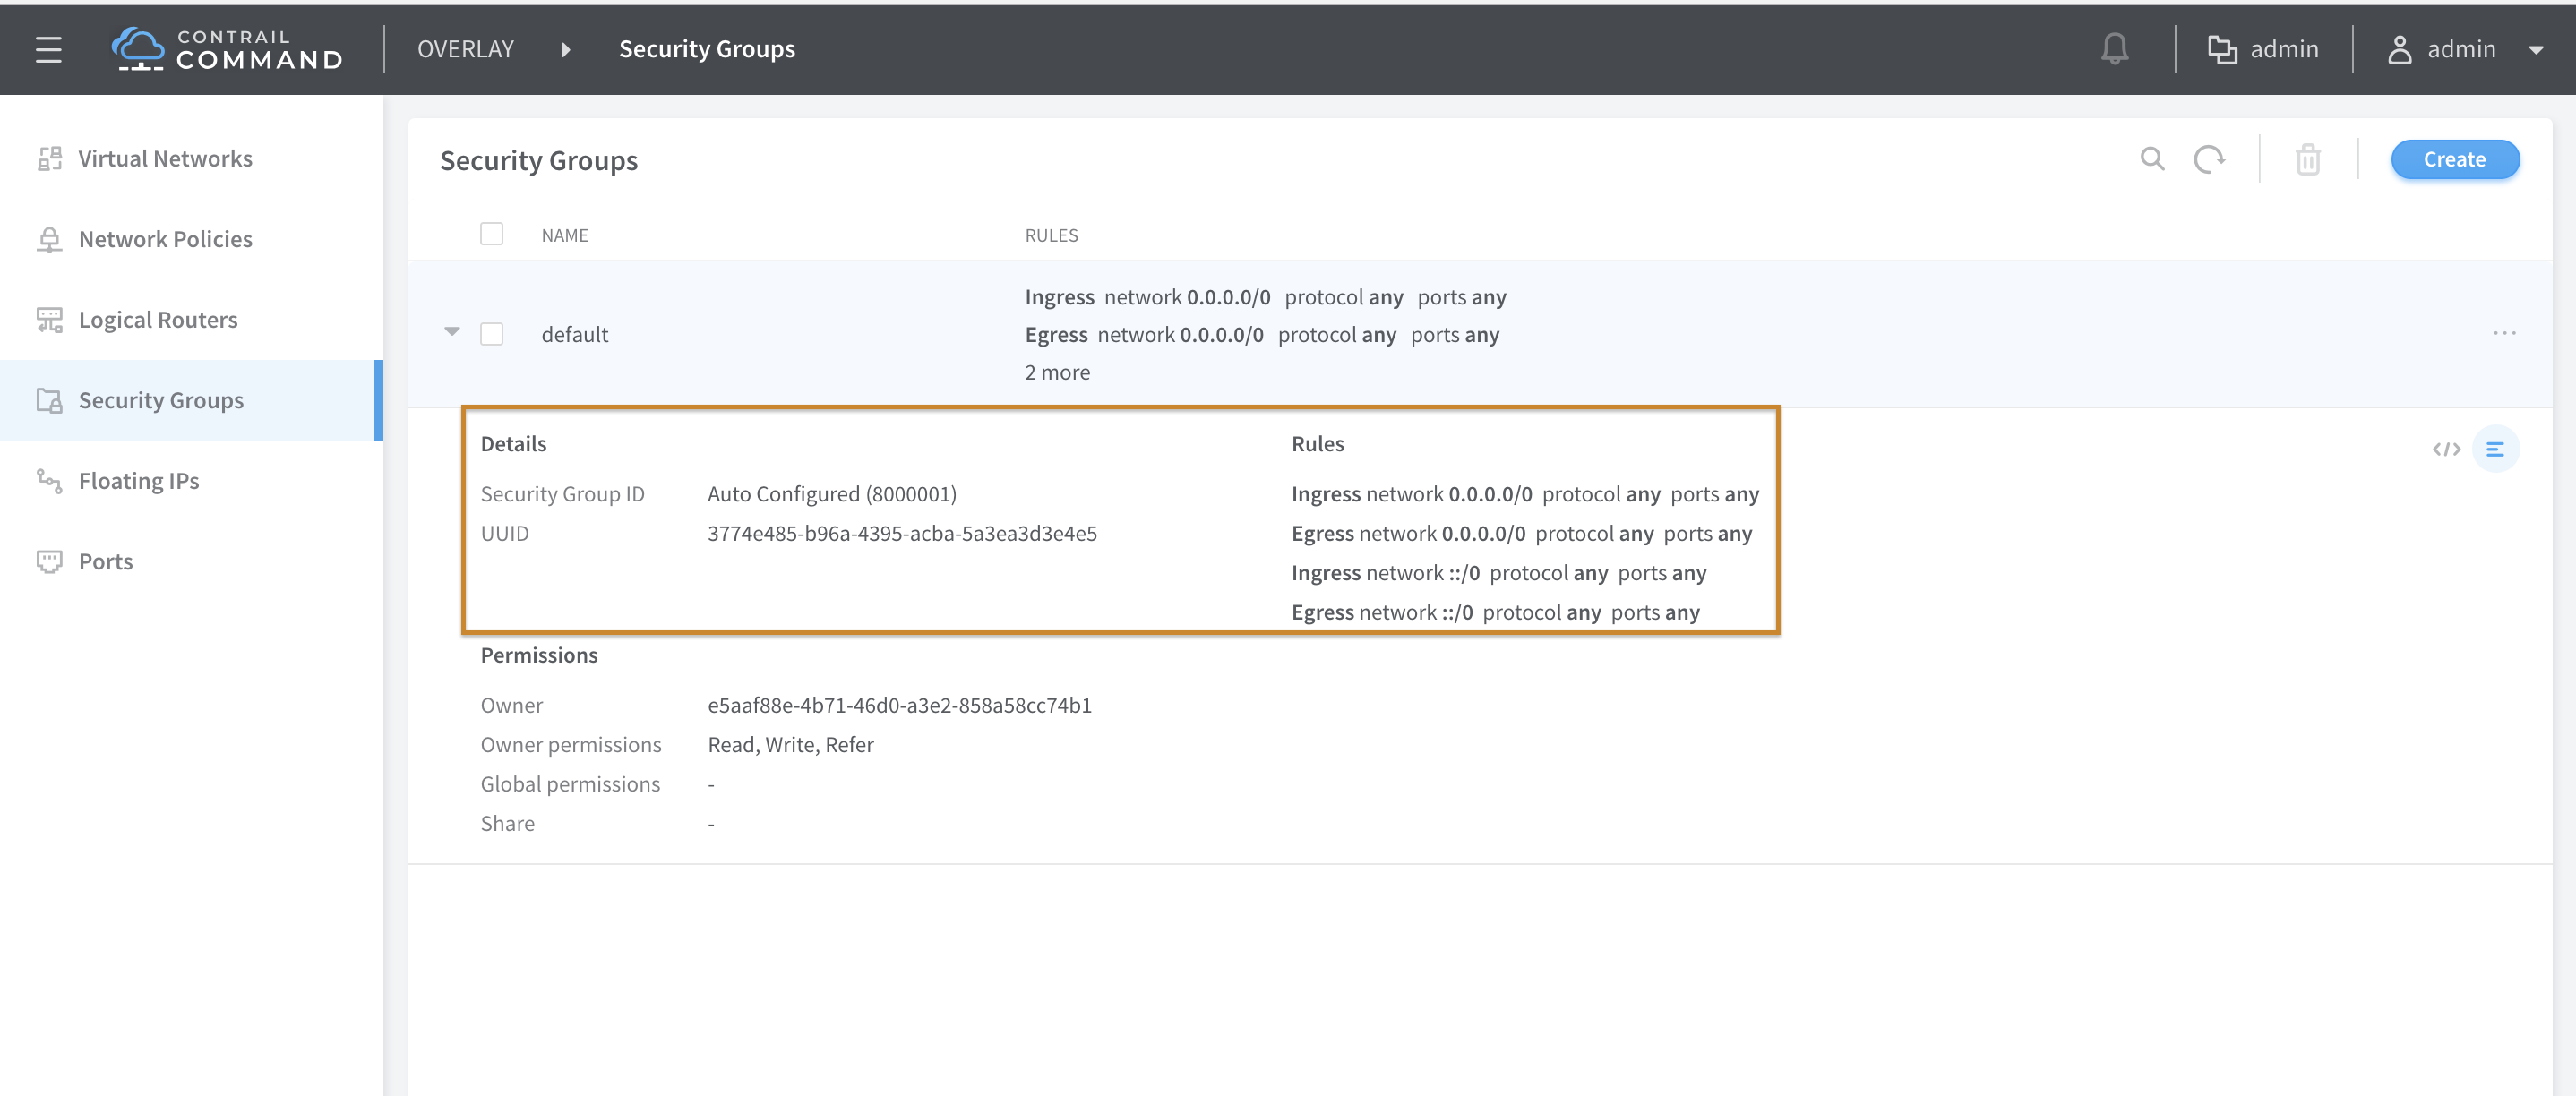 CONTRAIL
COMMAND
OVERLAY
Security Groups
admin
admin
Virtual Networks
Network Policies
Logical Routers
Security Groups
Floating IPs
Ports
Security Groups
Create
NAME RULES
default
Ingress network 0.0.0.0/0 protocol any ports any
Egress network 0.0.0.0/0 protocol any ports any
2 more
...
Details
Security Group ID Auto Configured (8000001)
UUID 3774e485-b96a-4395-acba-5a3ea3d3e4e5
Rules
Ingress network 0.0.0.0/0 protocol any ports any
Egress network 0.0.0.0/0 protocol any ports any
Ingress network ::/0 protocol any ports any
Egress network ::/0 protocol any ports any
</>
Permissions
Owner e5aaf88e-4b71-46d0-a3e2-858a58cc74b1
Owner permissions Read, Write, Refer
Global permissions -
Share -